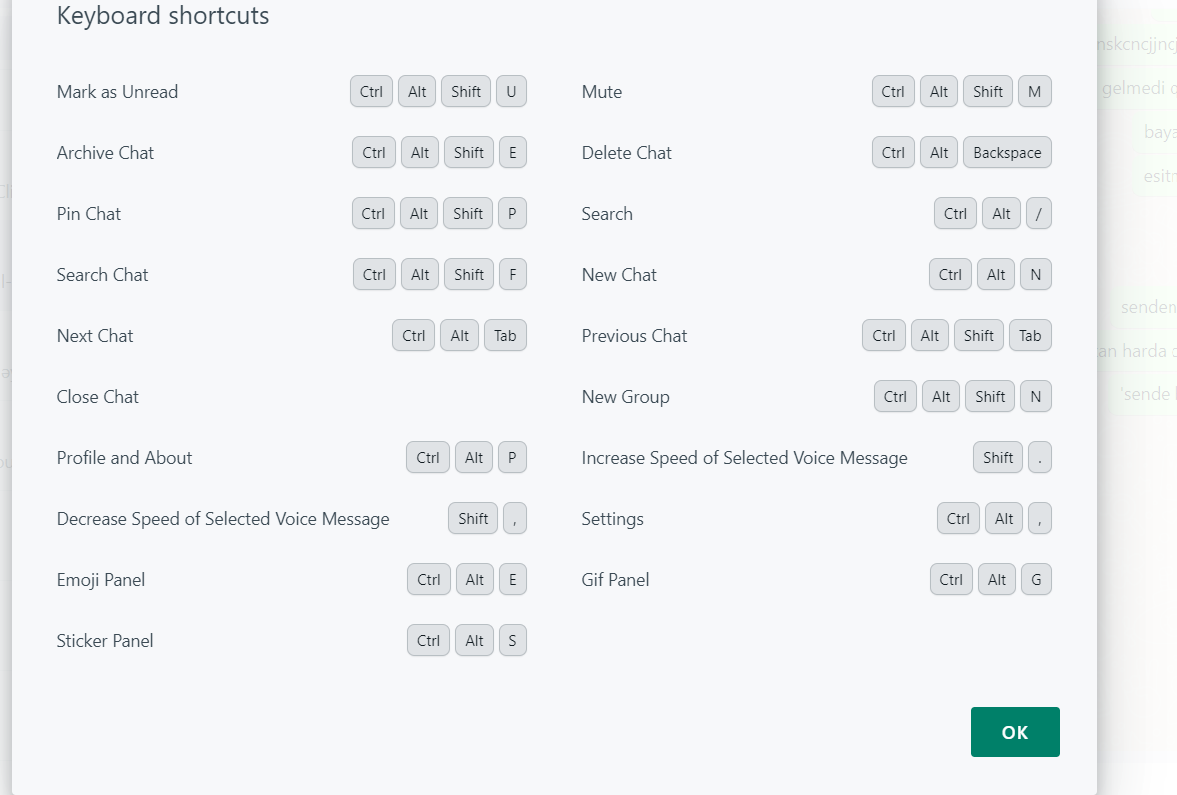 Keyboard shortcuts
Mark as Unread Ctrl Alt Shift U Mute Ctrl Alt Shift M
Archive Chat Ctrl Alt Shift E Delete Chat Ctrl Alt Backspace
Pin Chat Ctrl Alt Shift P Search Ctrl Alt /
Search Chat Ctrl Alt Shift F New Chat Ctrl Alt N
Next Chat Ctrl Alt Tab Previous Chat Ctrl Alt Shift Tab
Close Chat New Group Ctrl Alt Shift N
Profile and About Ctrl Alt P Increase Speed of Selected Voice Message Shift .
Decrease Speed of Selected Voice Message Shift , Settings Ctrl Alt ,
Emoji Panel Ctrl Alt E Gif Panel Ctrl Alt G
Sticker Panel Ctrl Alt S
OK
gelmedi
senden
harda
'sende